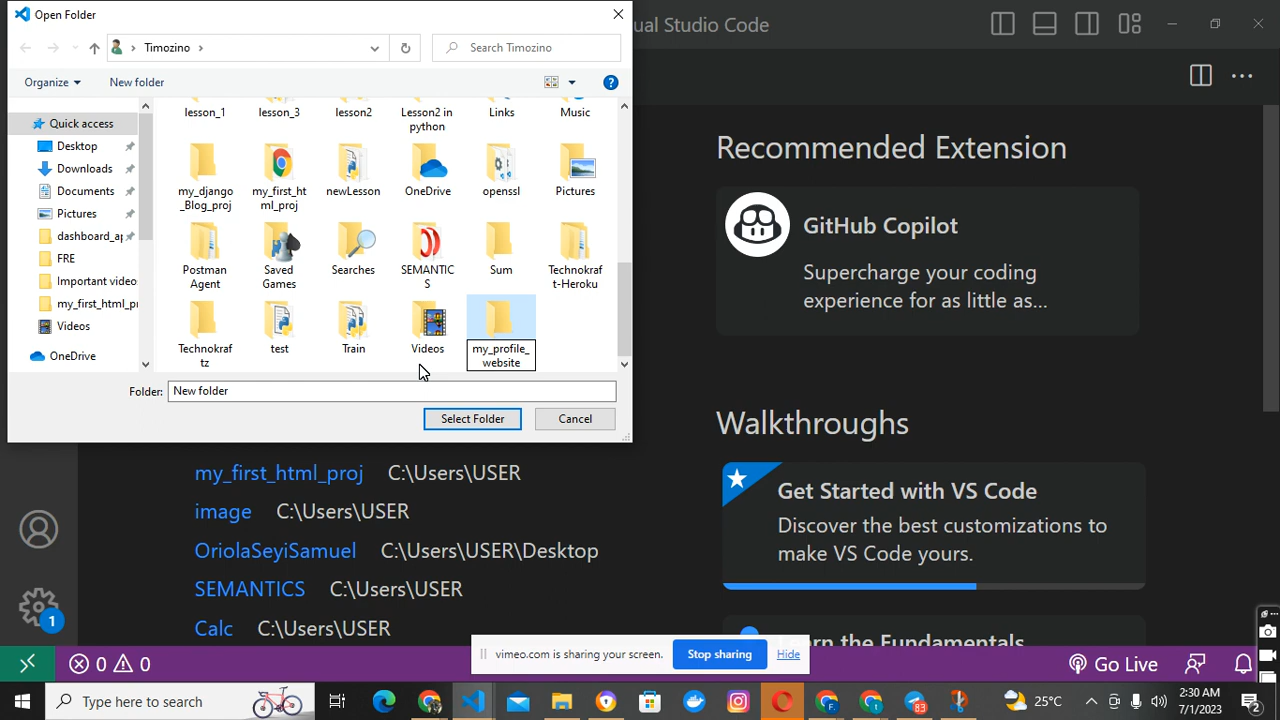 Open Folder
ual Studio Code
Timozino
Search Timozino
Organize
New folder
Quick access
Desktop
Downloads
Documents
Pictures
dashboard_ap
FRE
Important videos
my_first_html_pr
Videos
OneDrive
lesson_1
lesson_3
lesson2
Lesson2 in
python
Links
Music
my_django
_Blog_proj
my_first_ht
ml_proj
newLesson
OneDrive
openssl
Pictures
Postman
Agent
Saved
Games
Searches
SEMANTIC
S
Sum
Technokraf
t-Heroku
Technokraf
tz
test
Train
Videos
my_profile_
website
Folder:
New folder
Select Folder
Cancel
Recommended Extension
GitHub Copilot
Supercharge your coding
experience for as little as...
Walkthroughs
Get Started with VS Code
Discover the best customizations to
make VS Code yours.
Learn the Fundamentals
my_first_html_proj C:\Users\USER
image C:\Users\USER
OriolaSeyiSamuel C:\Users\USER\Desktop
SEMANTICS C:\Users\USER
Calc C:\Users\USER
1
vimeo.com is sharing your screen.
Stop sharing
Hide
0
0
Go Live
Type here to search
83
25°C
2:30 AM
7/1/2023
2